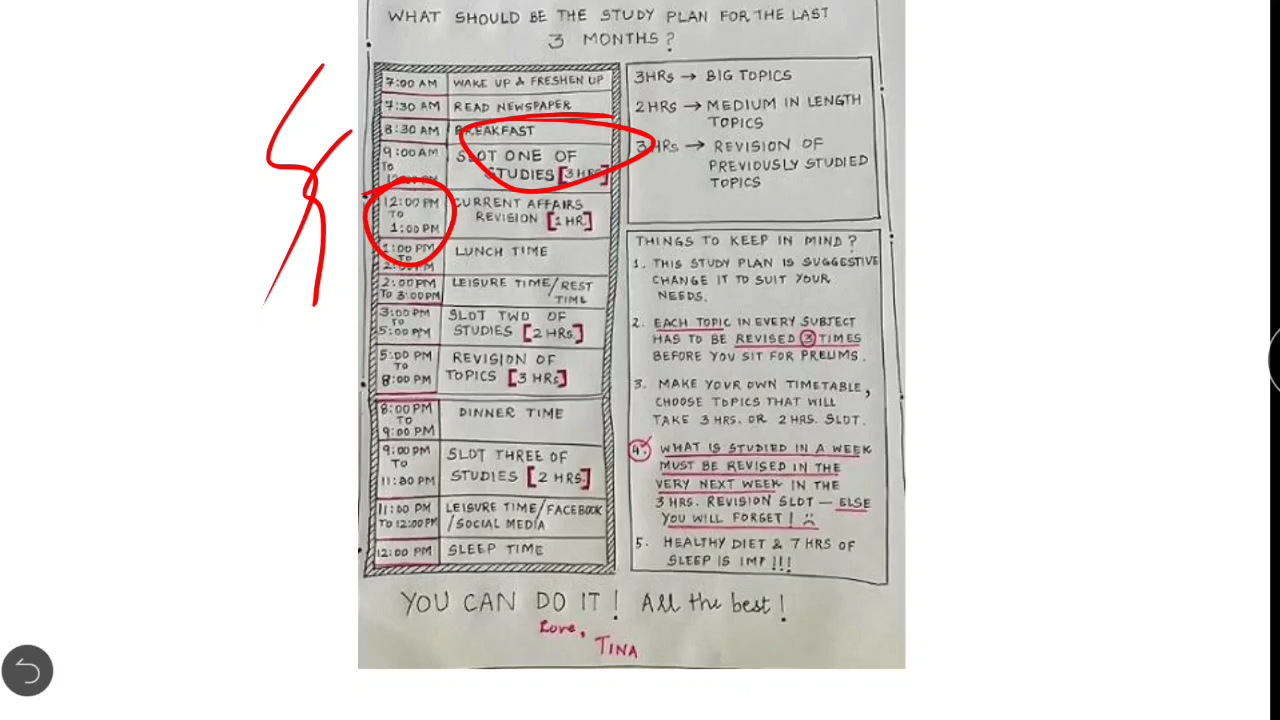 WHAT SHOULD BE THE STUDY PLAN FOR THE LAST
3 MONTHS?
7:00 AM WAKE UP & FRESHEN UP
7:30 AM READ NEWSPAPER
8:30 AM BREAKFAST
9:00 AM
TO
12:00 PM
SLOT ONE OF
STUDIES [3 HRS]
12:00 PM
TO
1:00 PM
CURRENT AFFAIRS
REVISION [1 HR]
1:00 PM
TO
2:00 PM
LUNCH TIME
2:00 PM
TO 3:00 PM
LEISURE TIME/REST
TIME
3:00 PM
TO
5:00 PM
SLOT TWO OF
STUDIES [2 HRS]
5:00 PM
TO
8:00 PM
REVISION OF
TOPICS [3 HRS]
8:00 PM
TO
9:00 PM
DINNER TIME
9:00 PM
TO
11:00 PM
SLOT THREE OF
STUDIES [2 HRS]
11:00 PM
TO 12:00 PM
LEISURE TIME/FACEBOOK
/SOCIAL MEDIA
12:00 PM SLEEP TIME
3HRS → BIG TOPICS
2HRS → MEDIUM IN LENGTH
TOPICS
3HRS → REVISION OF
PREVIOUSLY STUDIED
TOPICS
THINGS TO KEEP IN MIND?
1. THIS STUDY PLAN IS SUGGESTIVE
CHANGE IT TO SUIT YOUR
NEEDS.
2. EACH TOPIC IN EVERY SUBJECT
HAS TO BE REVISED 3 TIMES
BEFORE YOU SIT FOR PRELIMS.
3. MAKE YOUR OWN TIMETABLE,
CHOOSE TOPICS THAT WILL
TAKE 3 HRS. OR 2 HRS. SLOT.
4. WHAT IS STUDIED IN A WEEK
MUST BE REVISED IN THE
VERY NEXT WEEK IN THE
3 HRS. REVISION SLOT — ELSE
YOU WILL FORGET! ☹
5. HEALTHY DIET & 7 HRS OF
SLEEP IS IMP!!!
YOU CAN DO IT! All the best!
Love,
TINA